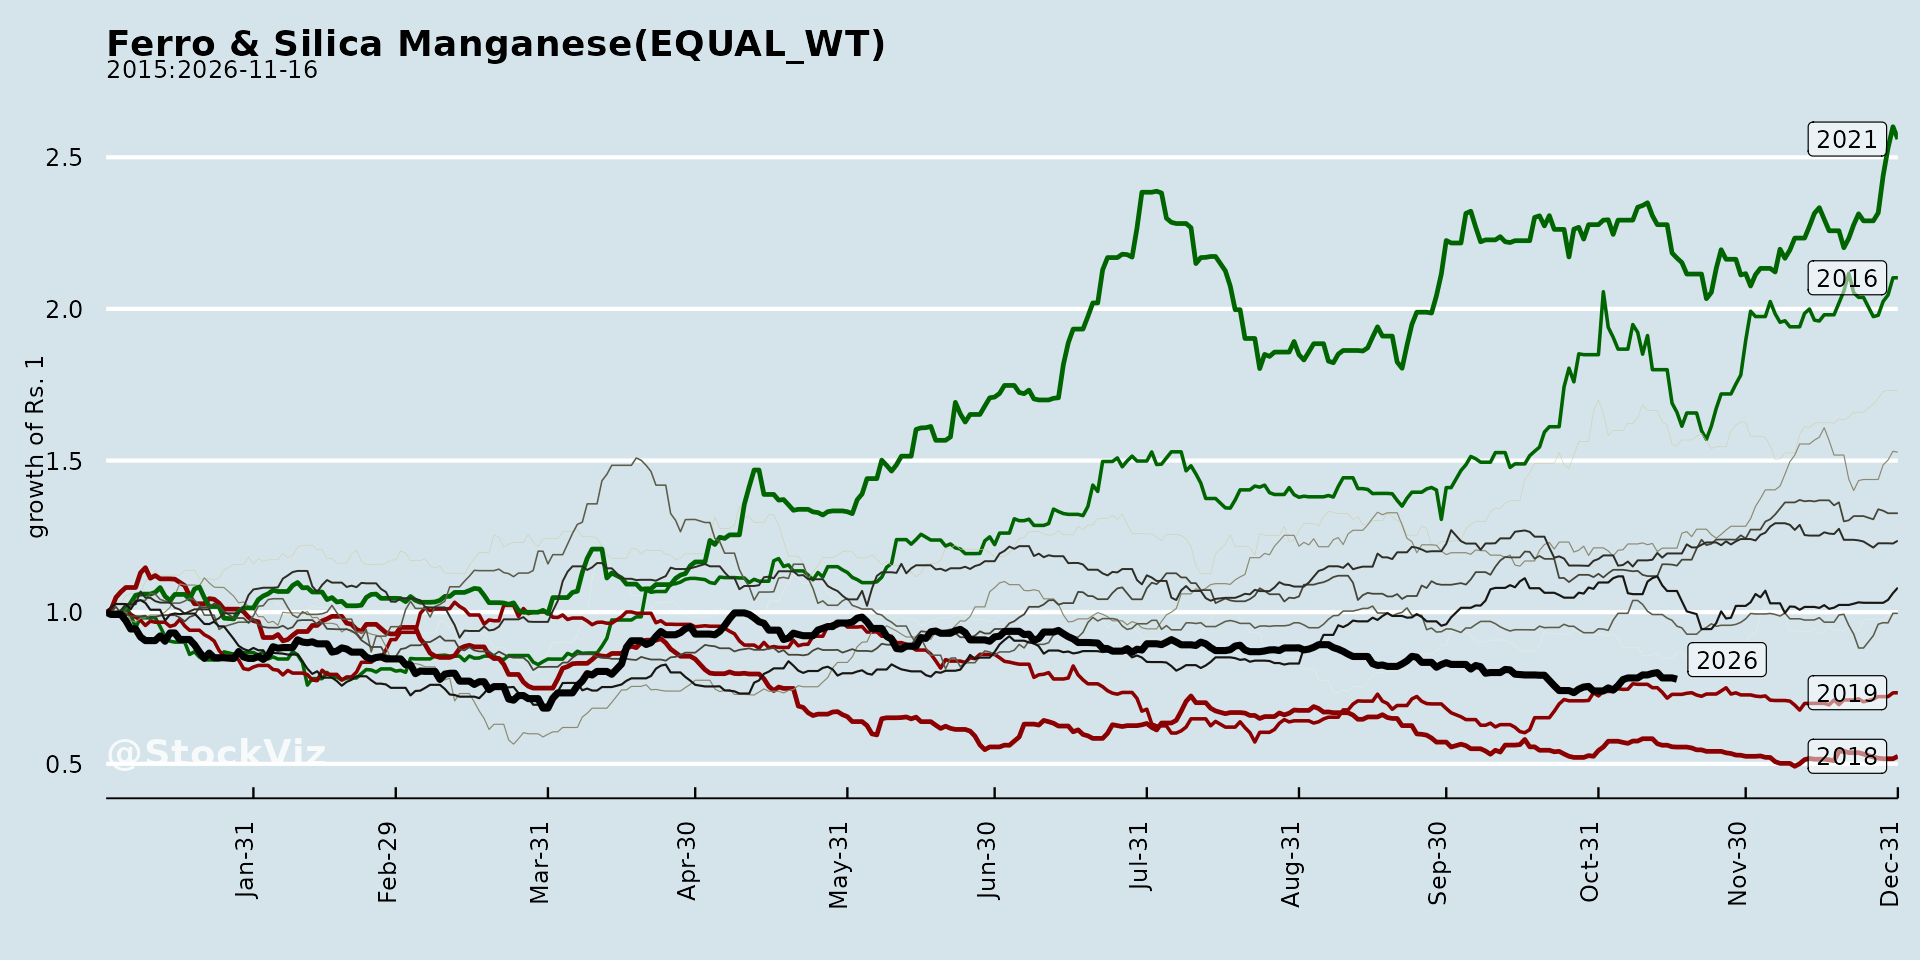 Ferro & Silica Manganese(EQUAL_WT)
2015:2026-11-16
growth of Rs. 1
2.5
2.0
1.5
1.0
0.5
2021
2016
2026
2019
2018
@StockViz
Jan-31
Feb-29
Mar-31
Apr-30
May-31
Jun-30
Jul-31
Aug-31
Sep-30
Oct-31
Nov-30
Dec-31